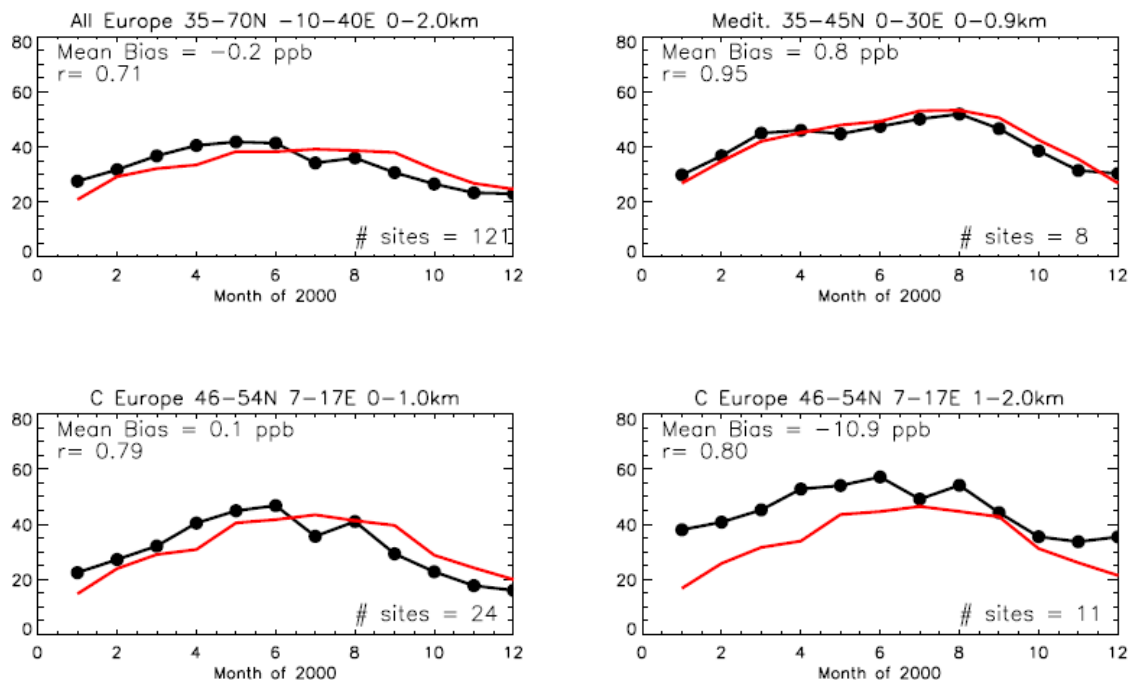 All Europe 35-70N -10-40E 0-2.0km
Mean Bias = -0.2 ppb
r= 0.71
80
60
40
20
0
# sites = 121
0 2 4 6 8 10 12
Month of 2000
Medit. 35-45N 0-30E 0-0.9km
Mean Bias = 0.8 ppb
r= 0.95
80
60
40
20
0
# sites = 8
0 2 4 6 8 10 12
Month of 2000
C Europe 46-54N 7-17E 0-1.0km
Mean Bias = 0.1 ppb
r= 0.79
80
60
40
20
0
# sites = 24
0 2 4 6 8 10 12
Month of 2000
C Europe 46-54N 7-17E 1-2.0km
Mean Bias = -10.9 ppb
r= 0.80
80
60
40
20
0
# sites = 11
0 2 4 6 8 10 12
Month of 2000